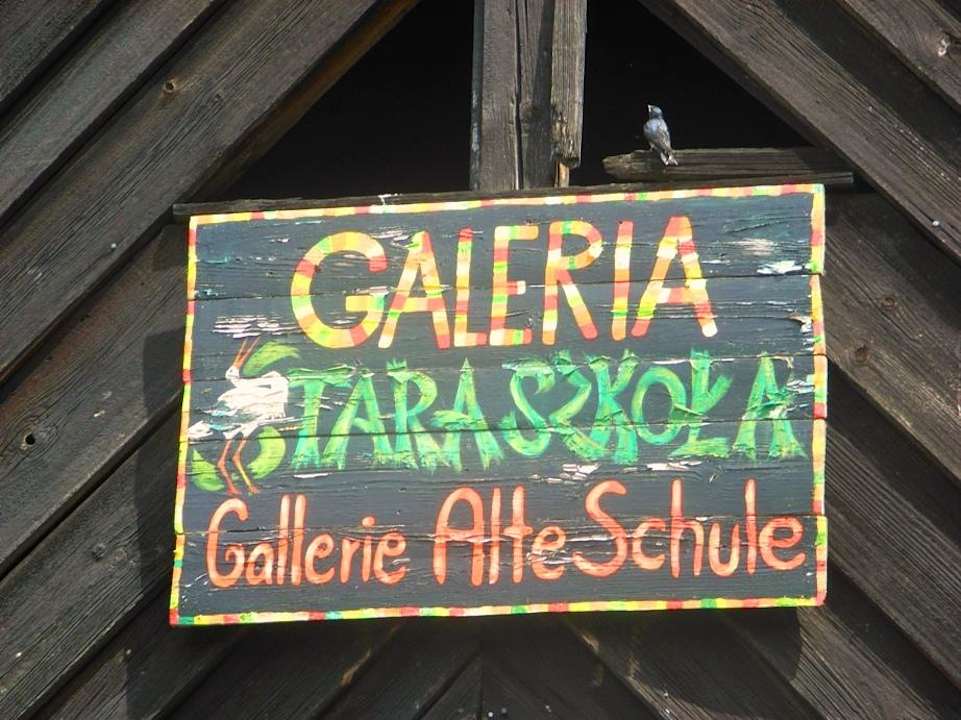 GALERIA
STARA SZKOŁA
Gallerie Alte Schule